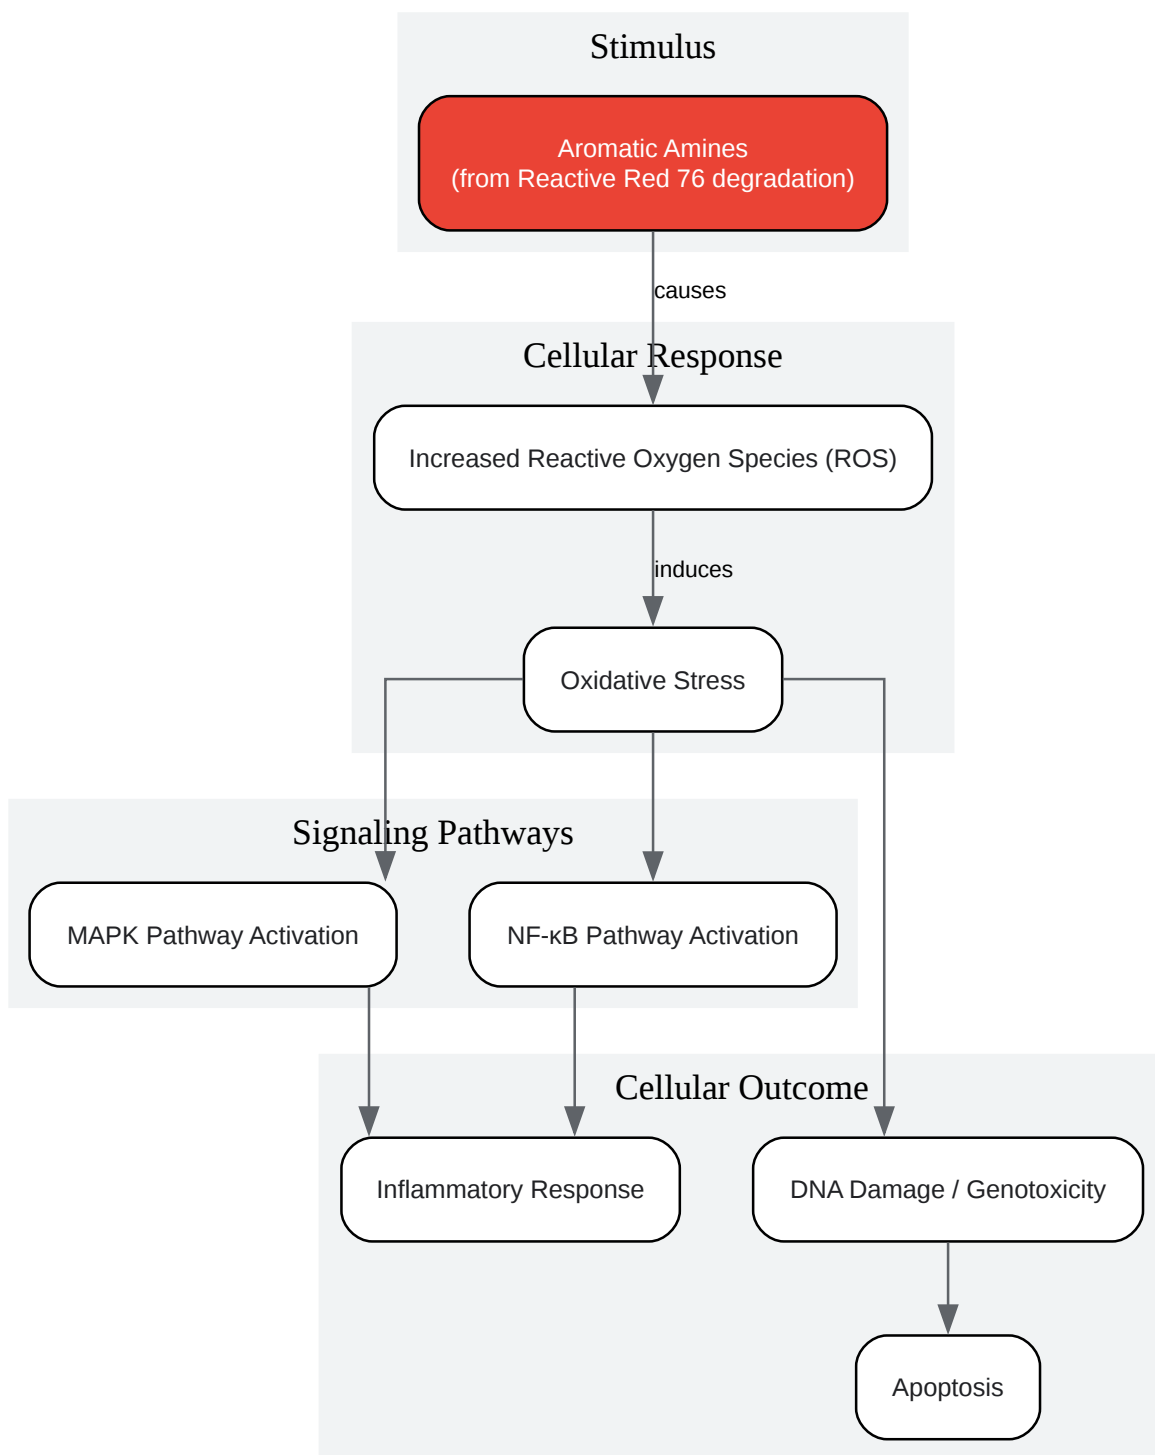 Stimulus
Aromatic Amines
(from Reactive Red 76 degradation)
causes
Cellular Response
Increased Reactive Oxygen Species (ROS)
induces
Oxidative Stress
Signaling Pathways
MAPK Pathway Activation
NF-κB Pathway Activation
Cellular Outcome
Inflammatory Response
DNA Damage / Genotoxicity
Apoptosis